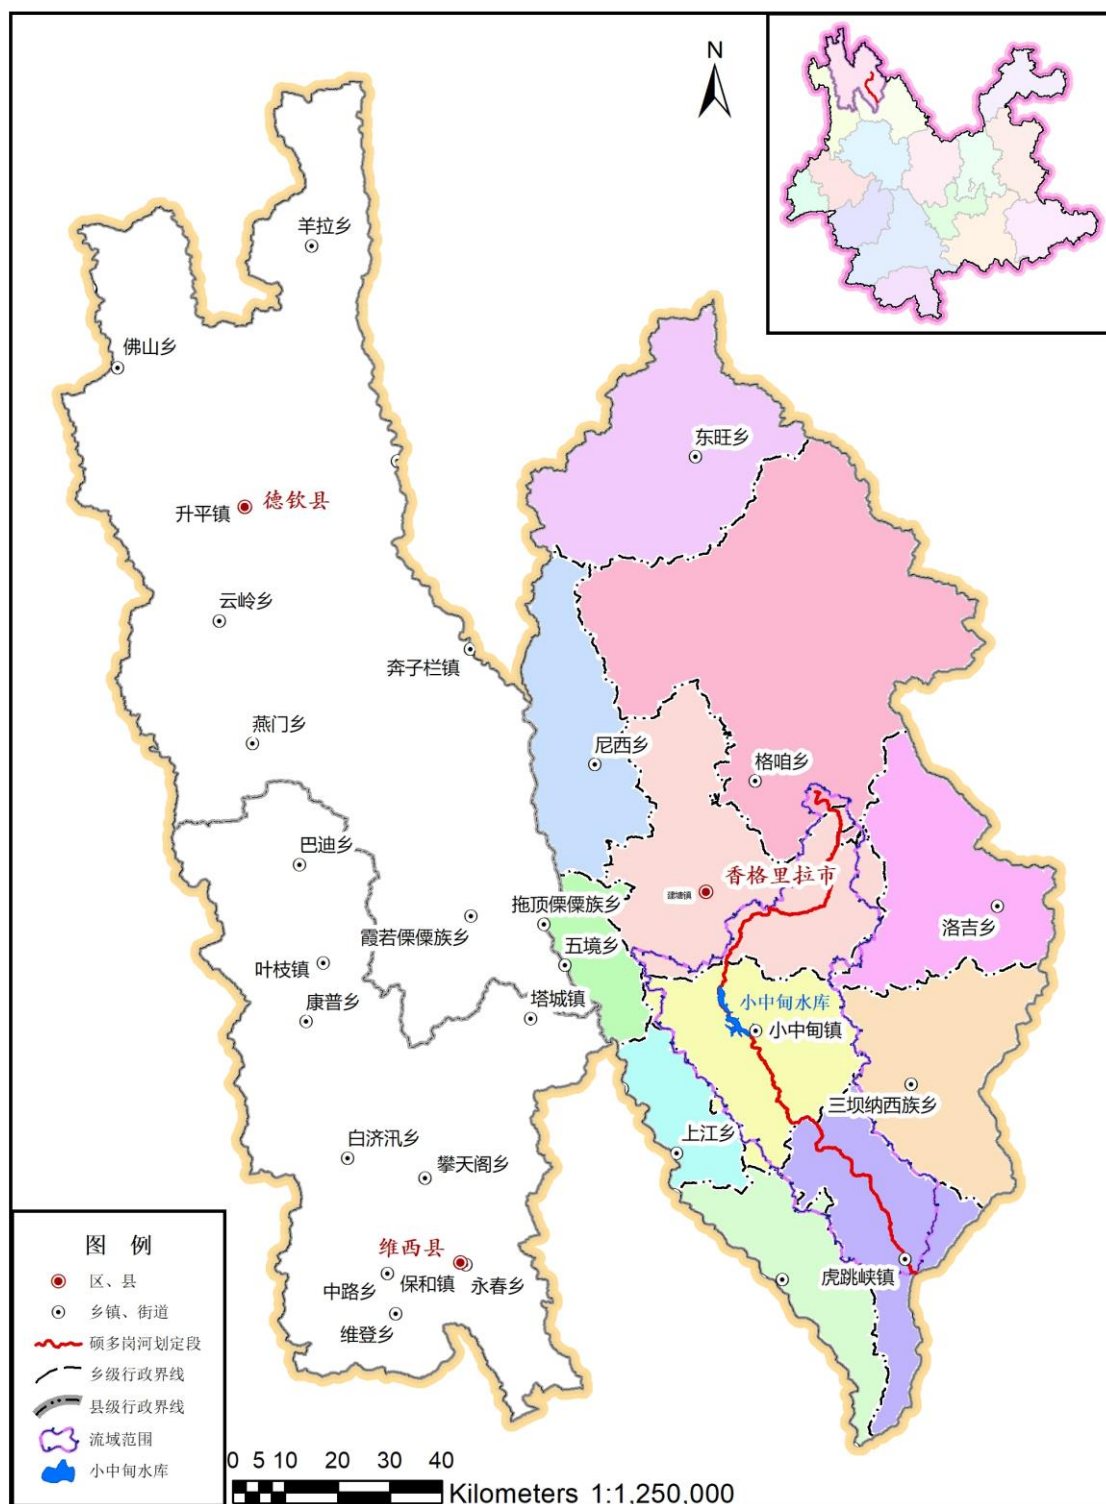 N
羊拉乡
佛山乡
东旺乡
德钦县
升平镇
云岭乡
奔子栏镇
燕门乡
尼西乡
格咱乡
巴迪乡
香格里拉市
建塘镇
拖顶傈僳族乡
霞若傈僳族乡
洛吉乡
五境乡
叶枝镇
康普乡
塔城镇
小中甸水库
小中甸镇
三坝纳西族乡
上江乡
白济汛乡
攀天阁乡
维西县
中路乡
保和镇
永春乡
维登乡
虎跳峡镇
图 例
区、县
乡镇、街道
硕多岗河划定段
乡级行政界线
县级行政界线
流域范围
小中甸水库
0 5 10 20 30 40
Kilometers 1:1,250,000